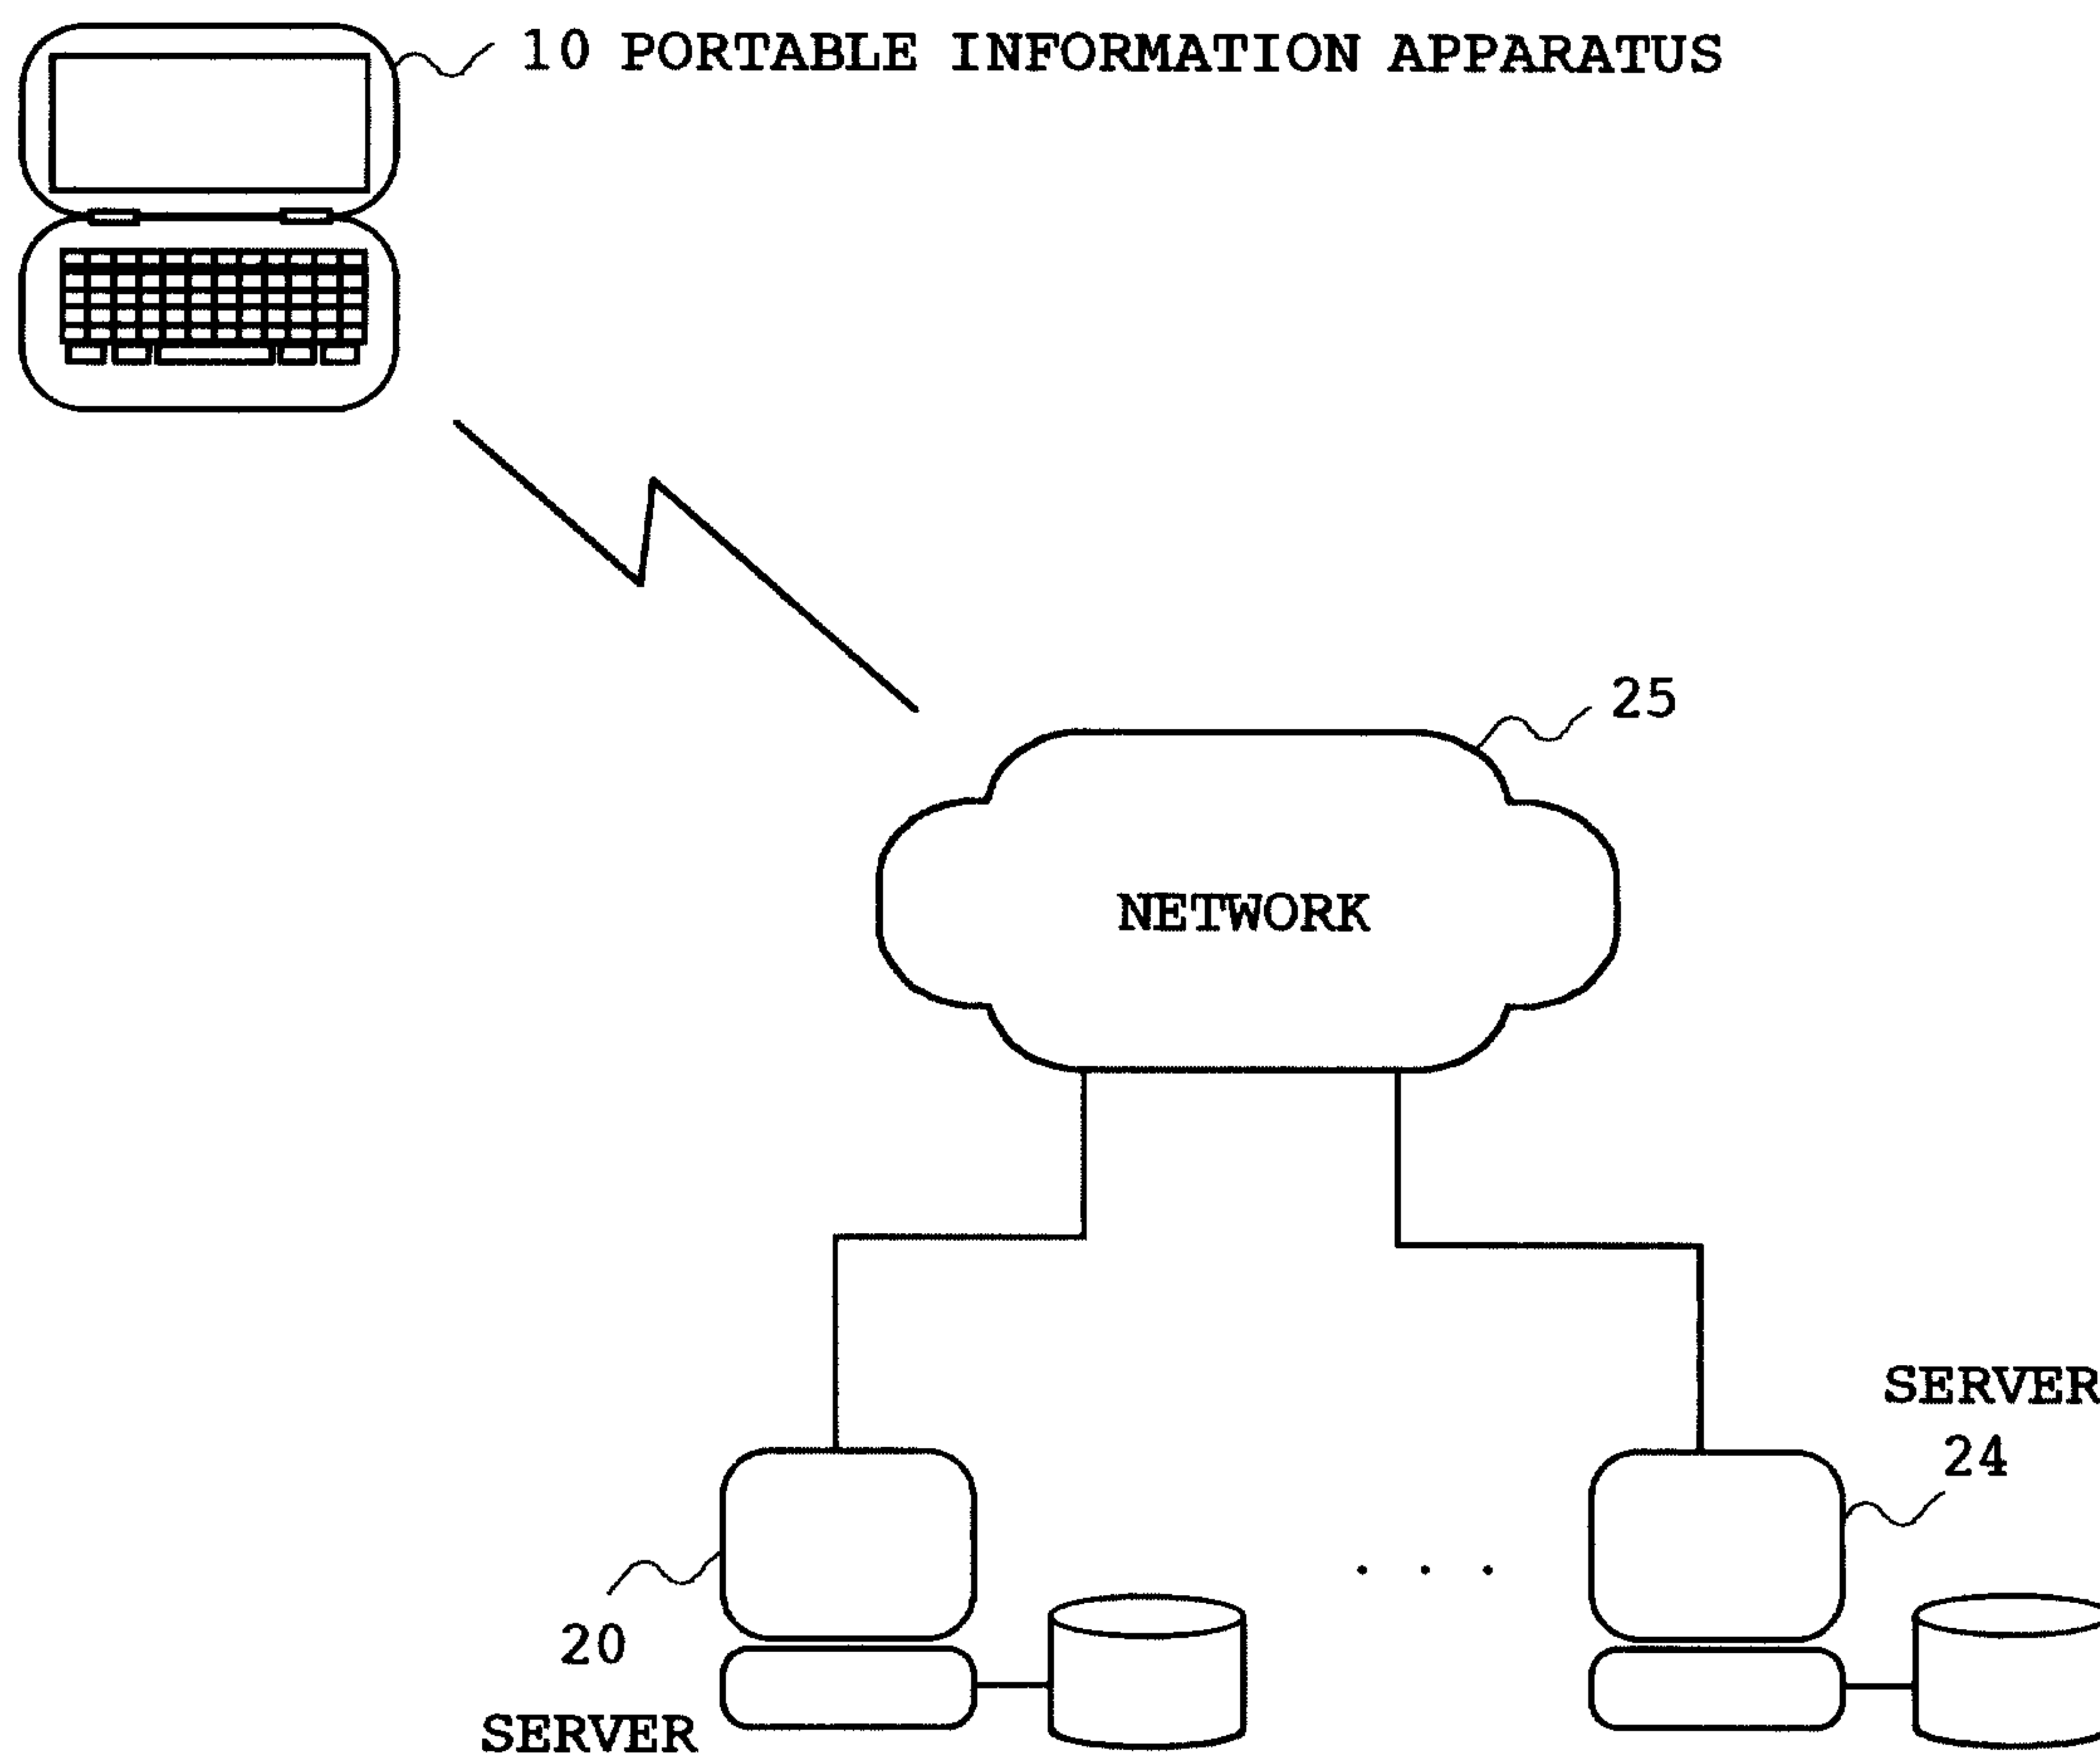 10 PORTABLE INFORMATION APPARATUS
25
NETWORK
SERVER
24
20
SERVER